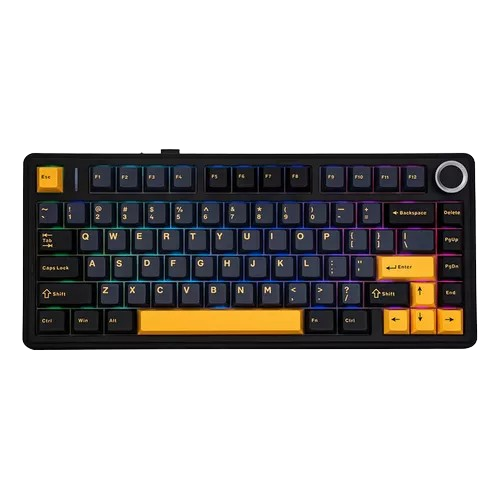 Esc F1 F2 F3 F4 F5 F6 F7 F8 F9 F10 F11 F12
~ ! @ # $ % ^ & * ( ) - + Backspace Delete
` 1 2 3 4 5 6 7 8 9 0 - =
Tab Q W E R T Y U I O P { } | PgUp
[ ] \
Caps Lock A S D F G H J K L : " Enter PgDn
; '
Shift Z X C V B N M < > ? Shift ↑ End
, . /
Ctrl Win Alt Fn Ctrl ← ↓ →